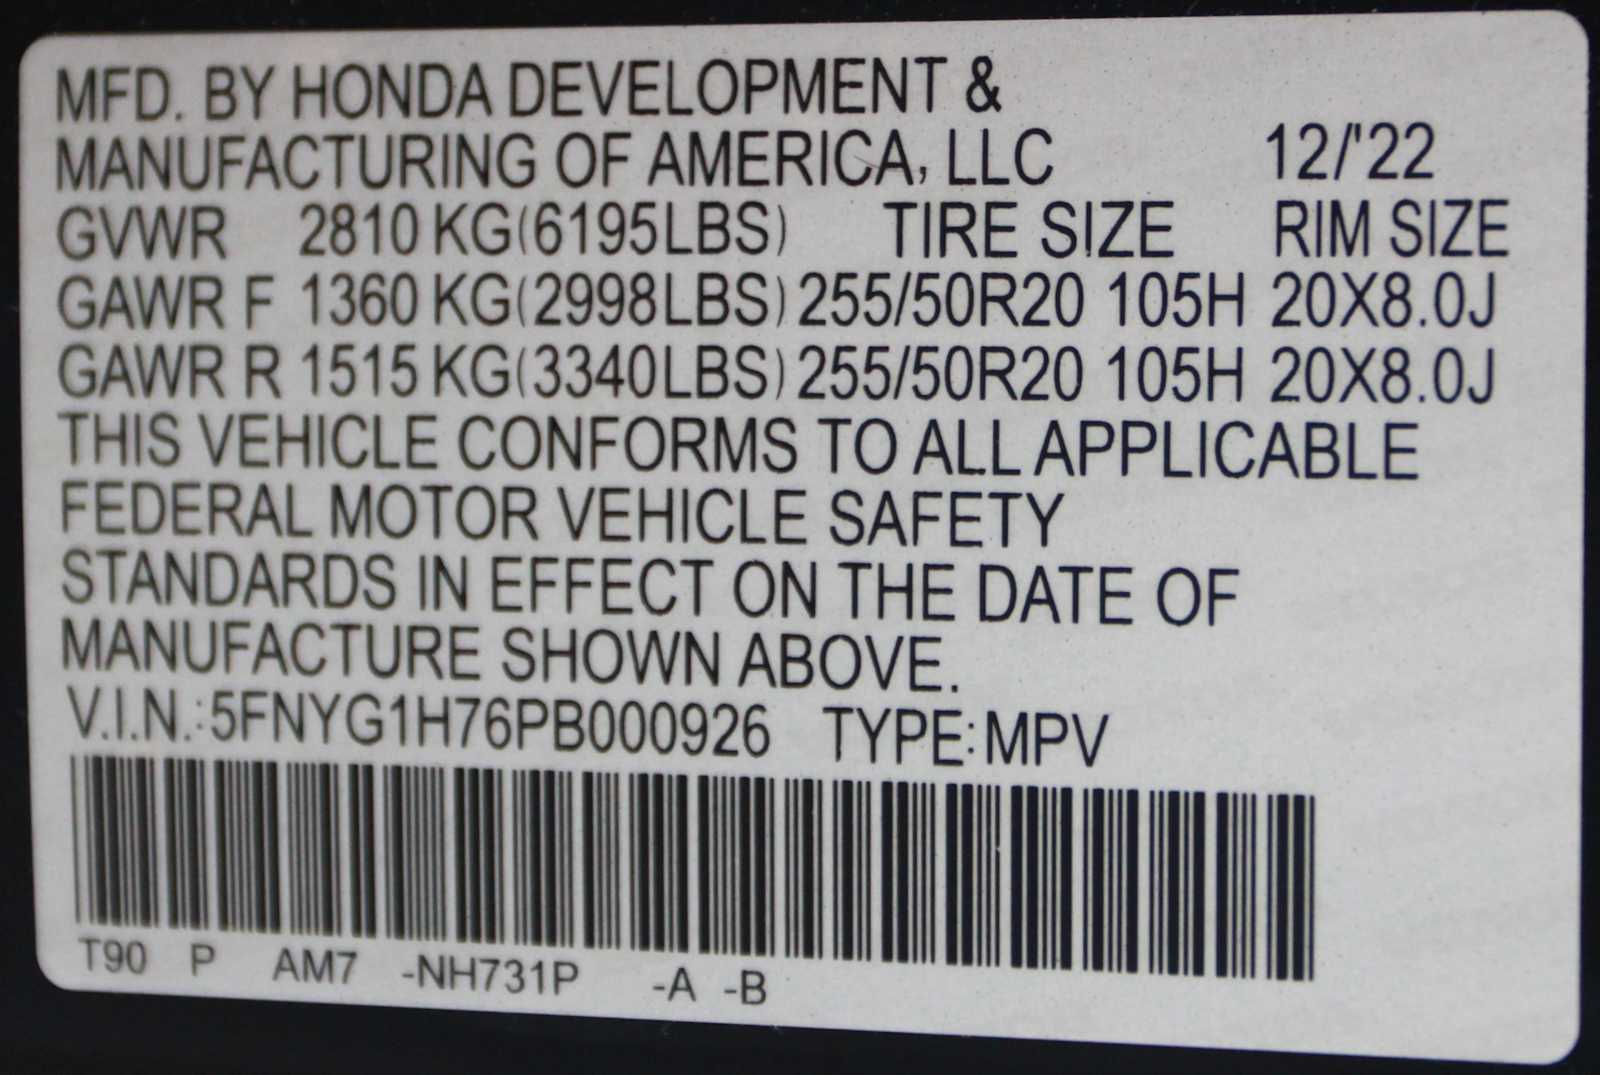 MFD. BY HONDA DEVELOPMENT &
MANUFACTURING OF AMERICA, LLC 12/'22
GVWR 2810 KG(6195LBS) TIRE SIZE RIM SIZE
GAWR F 1360 KG(2998LBS) 255/50R20 105H 20X8.0J
GAWR R 1515 KG(3340LBS) 255/50R20 105H 20X8.0J
THIS VEHICLE CONFORMS TO ALL APPLICABLE
FEDERAL MOTOR VEHICLE SAFETY
STANDARDS IN EFFECT ON THE DATE OF
MANUFACTURE SHOWN ABOVE.
V.I.N.:5FNYG1H76PB000926 TYPE:MPV
T90 P AM7 -NH731P -A -B